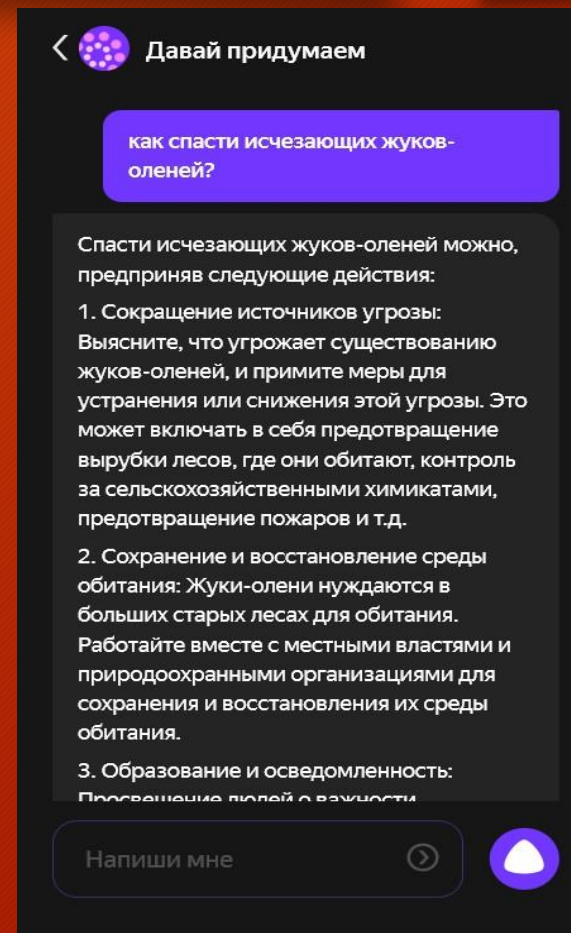 Давай придумаем
как спасти исчезающих жуков-
оленей?
Спасти исчезающих жуков-оленей можно,
предприняв следующие действия:
1. Сокращение источников угрозы:
Выясните, что угрожает существованию
жуков-оленей, и примите меры для
устранения или снижения этой угрозы. Это
может включать в себя предотвращение
вырубки лесов, где они обитают, контроль
за сельскохозяйственными химикатами,
предотвращение пожаров и т.д.
2. Сохранение и восстановление среды
обитания: Жуки-олени нуждаются в
больших старых лесах для обитания.
Работайте вместе с местными властями и
природоохранными организациями для
сохранения и восстановления их среды
обитания.
3. Образование и осведомленность:
Просвещение людей о важности
Напиши мне